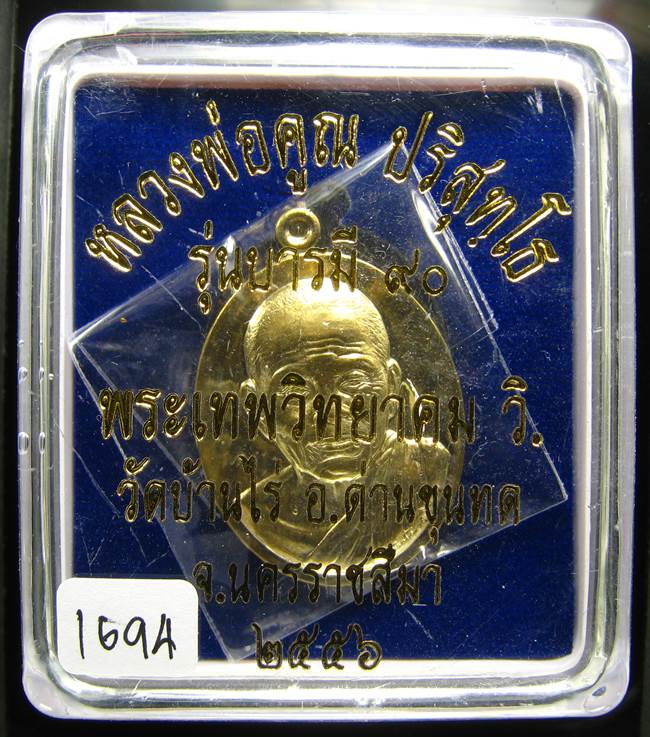 หลวงพ่อคูณ ปริสุทฺโธ
รุ่นบารมี ๙๐
พระเทพวิทยาคม วิ.
วัดบ้านไร่ อ.ด่านขุนทด
จ.นครราชสีมา
๒๕๕๖
1694